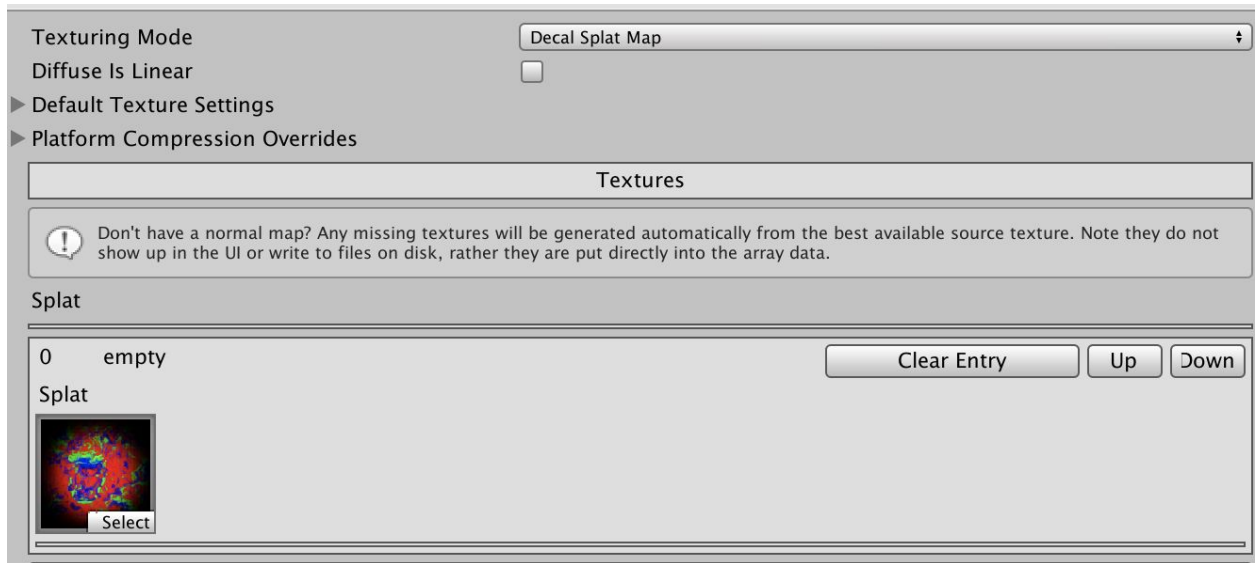 Texturing Mode
Decal Splat Map
Diffuse Is Linear
Default Texture Settings
Platform Compression Overrides
Textures
Don't have a normal map? Any missing textures will be generated automatically from the best available source texture. Note they do not
show up in the UI or write to files on disk, rather they are put directly into the array data.
Splat
0 empty Clear Entry Up Down
Splat
Select